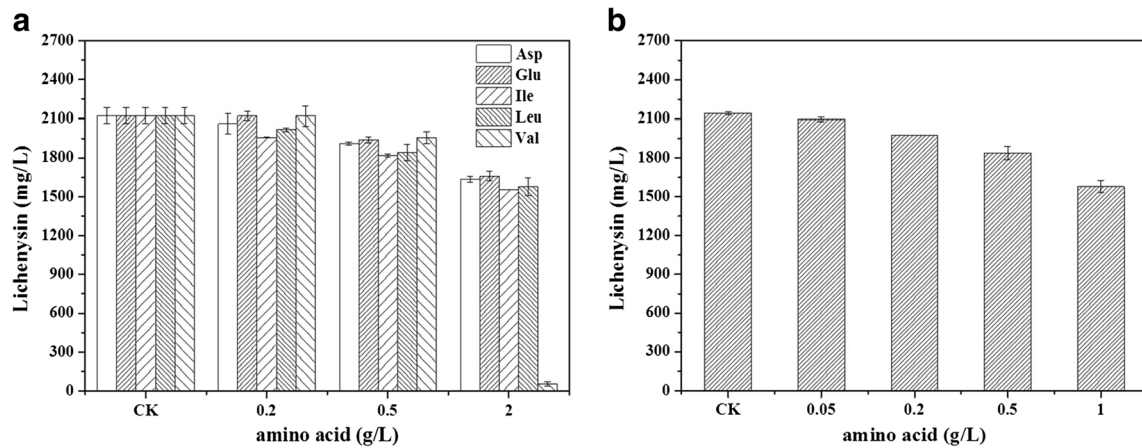 a
2700
2400
2100
1800
1500
1200
900
600
300
0
Lichenysin (mg/L)
Asp
Glu
Ile
Leu
Val
CK 0.2 0.5 2
amino acid (g/L)
b
2700
2400
2100
1800
1500
1200
900
600
300
0
Lichenysin (mg/L)
CK 0.05 0.2 0.5 1
amino acid (g/L)